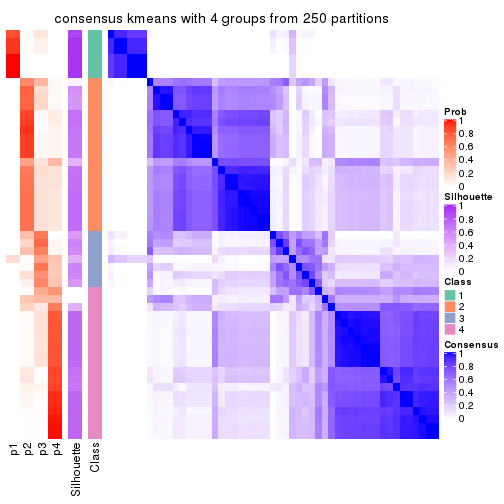 consensus kmeans with 4 groups from 250 partitions
Prob
1
0.8
0.6
0.4
0.2
0
Silhouette
1
0.8
0.6
0.4
0.2
0
Class
1
2
3
4
Consensus
1
0.8
0.6
0.4
0.2
0
p1
p2
p3
p4
Silhouette
Class